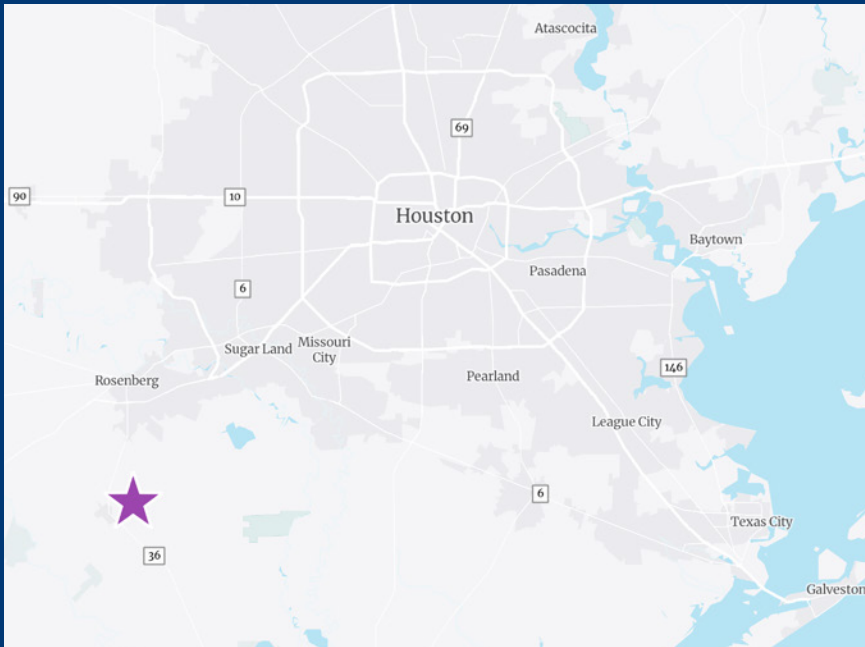 Atascocita
69
90
10
Houston
Baytown
Pasadena
6
Sugar Land
Missouri
City
146
Pearland
Rosenberg
League City
6
Texas City
36
Galveston